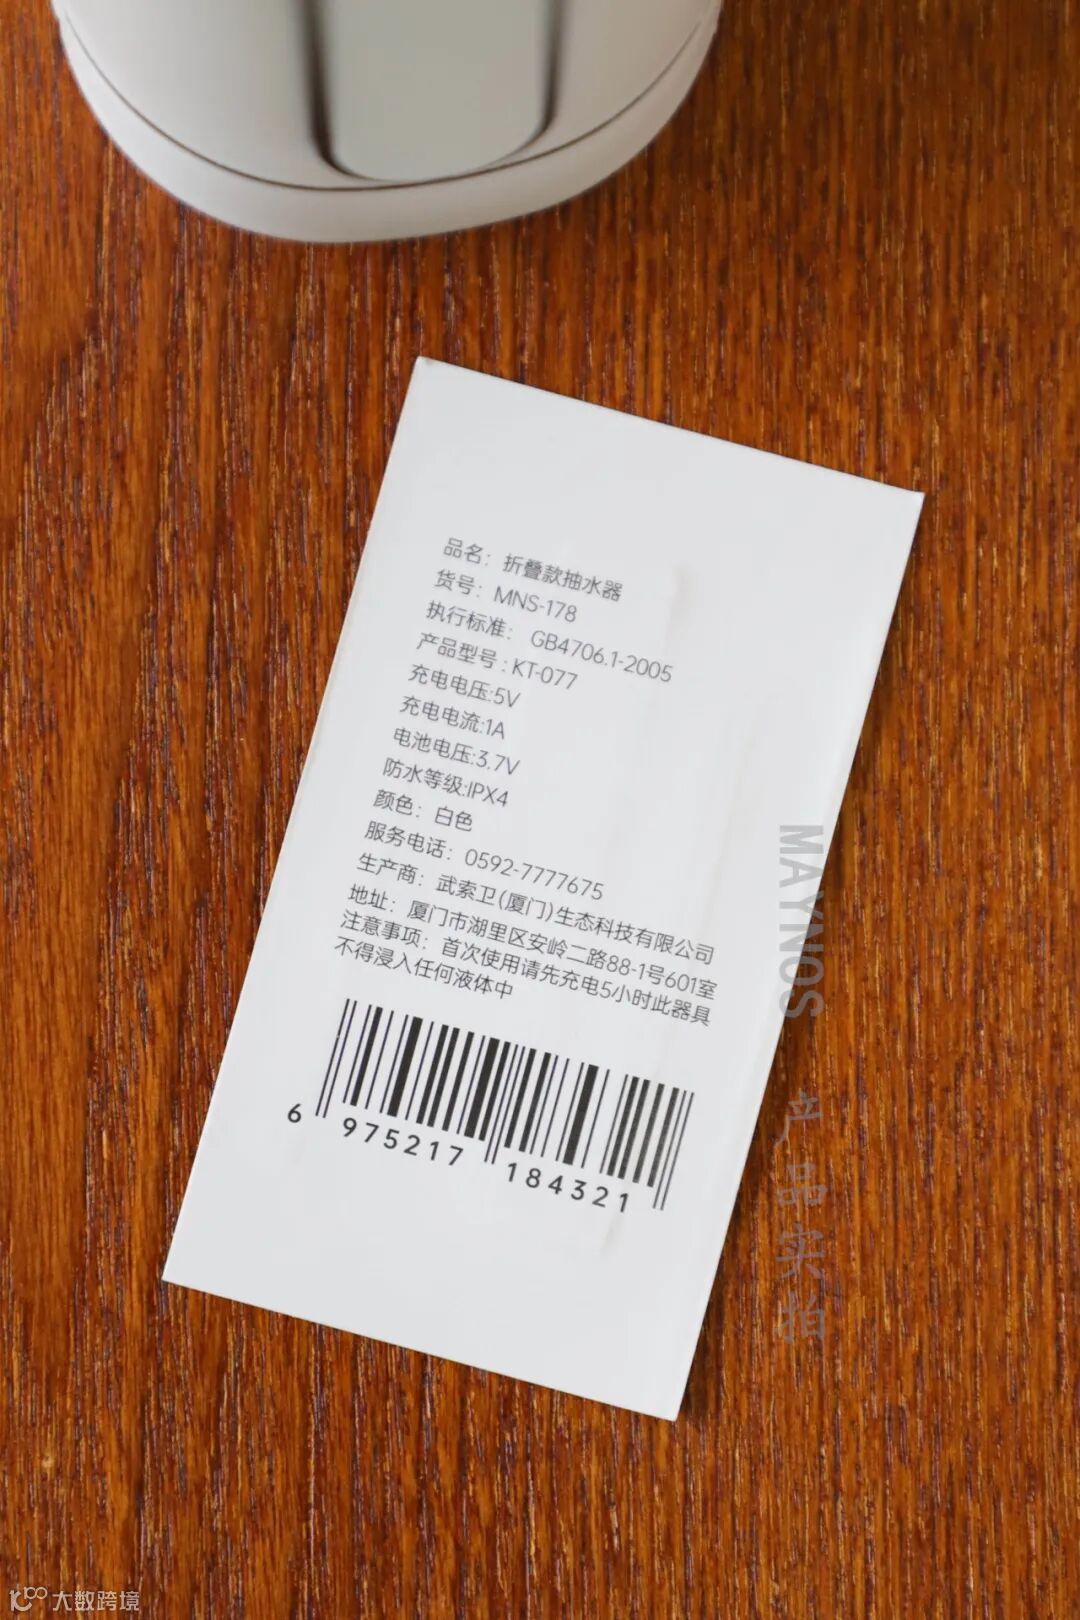 品名：折叠款抽水器
货号：MNS-178
执行标准： GB4706.1-2005
产品型号：KT-077
充电电压:5V
充电电流:1A
电池电压:3.7V
防水等级:IPX4
颜色：白色
服务电话：0592-7777675
生产商：武索卫(厦门)生态科技有限公司
地址：厦门市湖里区安岭二路88-1号601室
注意事项：首次使用请先充电5小时此器具
不得浸入任何液体中
6 975217 184321
MAYNOS 产品实拍
大数跨境